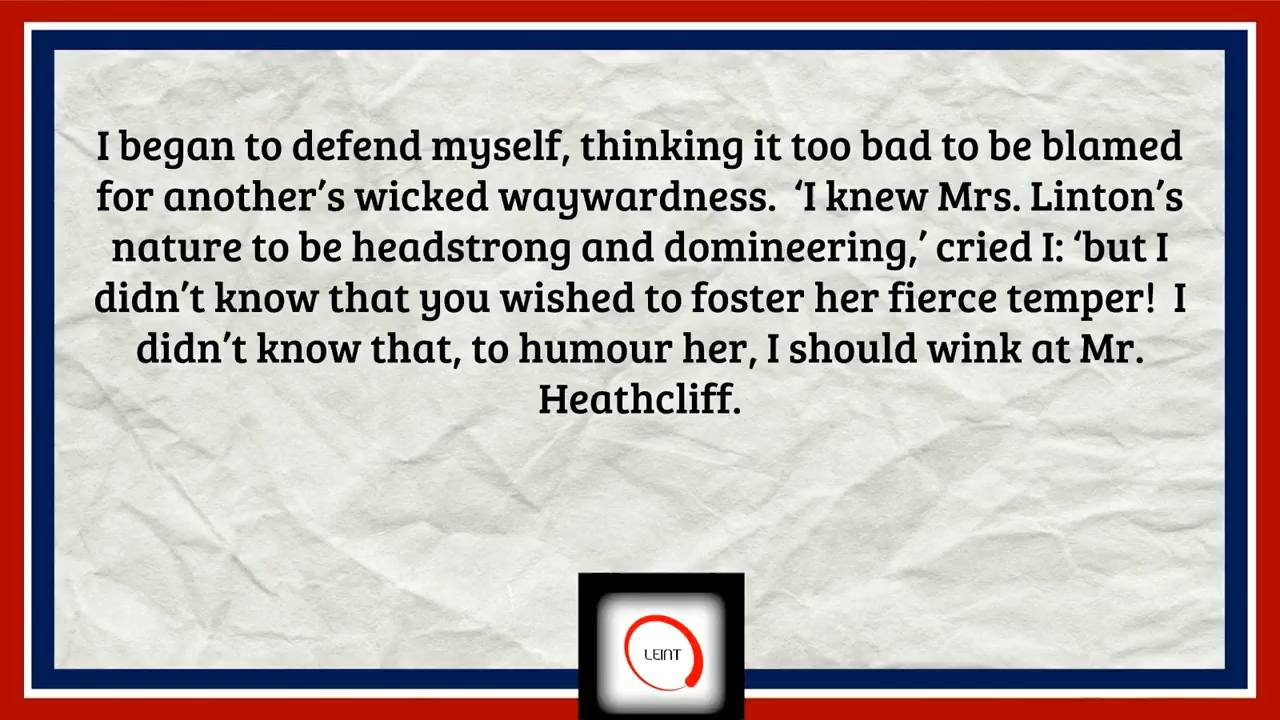 I began to defend myself, thinking it too bad to be blamed
for another’s wicked waywardness.  ‘I knew Mrs. Linton’s
nature to be headstrong and domineering,’ cried I: ‘but I
didn’t know that you wished to foster her fierce temper!  I
didn’t know that, to humour her, I should wink at Mr.
Heathcliff.
LEINT